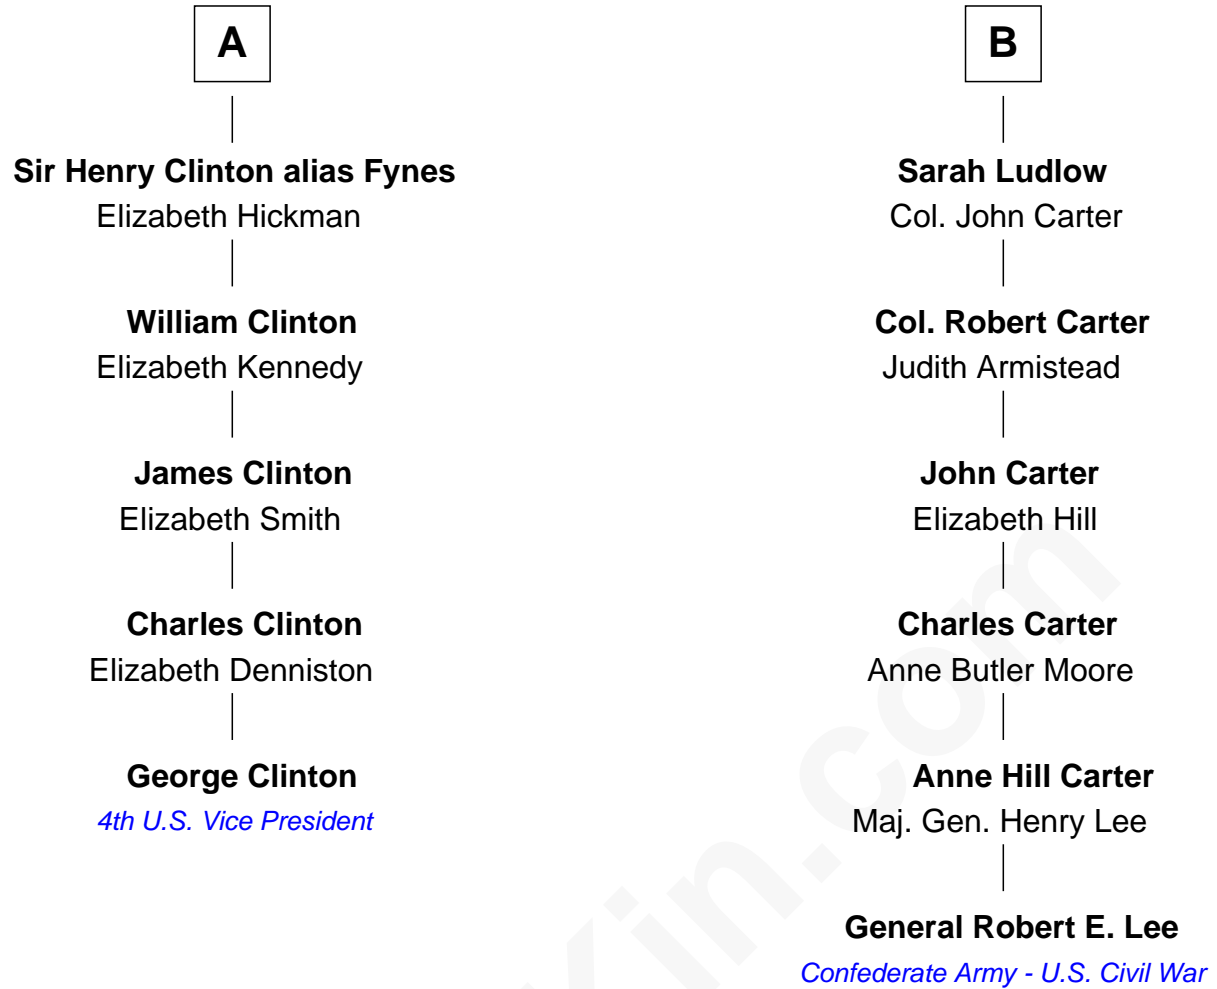 A
Sir Henry Clinton alias Fynes
Elizabeth Hickman
William Clinton
Elizabeth Kennedy
James Clinton
Elizabeth Smith
Charles Clinton
Elizabeth Denniston
George Clinton
4th U.S. Vice President
B
Sarah Ludlow
Col. John Carter
Col. Robert Carter
Judith Armistead
John Carter
Elizabeth Hill
Charles Carter
Anne Butler Moore
Anne Hill Carter
Maj. Gen. Henry Lee
General Robert E. Lee
Confederate Army - U.S. Civil War
Kin.com